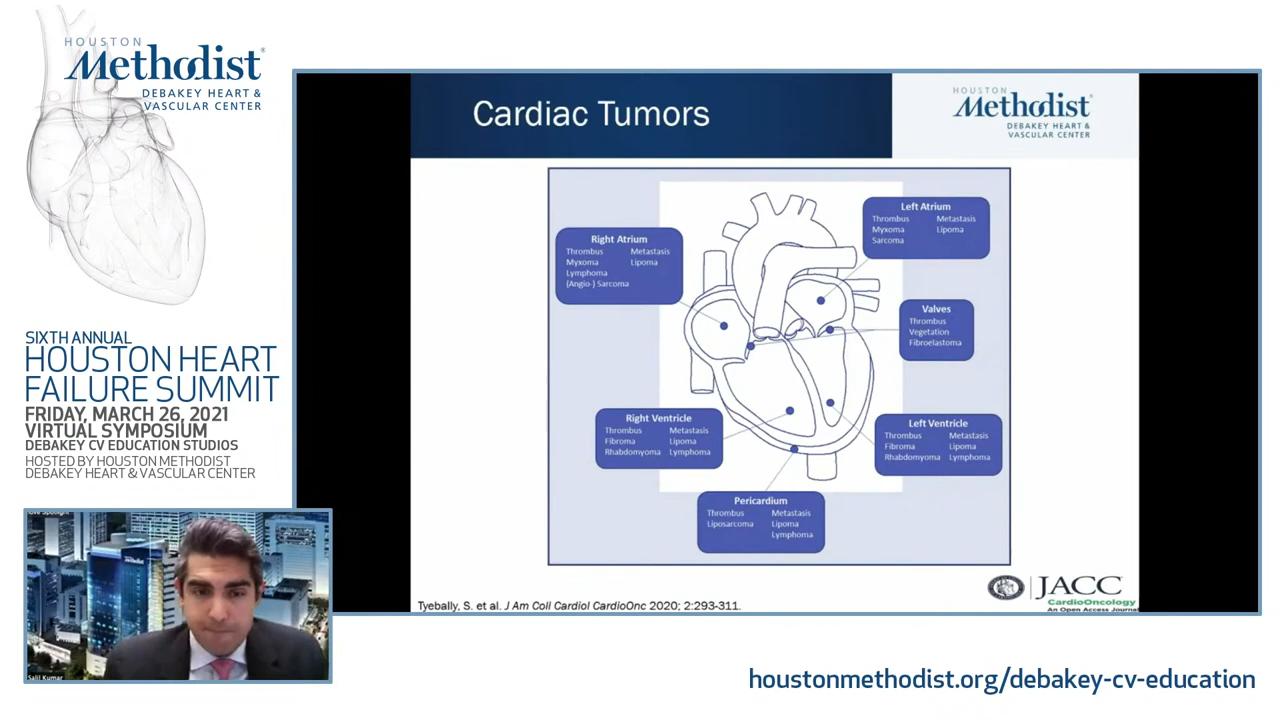 HOUSTON
Methodist
DEBAKEY HEART &
VASCULAR CENTER
SIXTH ANNUAL
HOUSTON HEART
FAILURE SUMMIT
FRIDAY, MARCH 26, 2021
VIRTUAL SYMPOSIUM
DEBAKEY CV EDUCATION STUDIOS
HOSTED BY HOUSTON METHODIST
DEBAKEY HEART & VASCULAR CENTER
Methodist
Salil Kumar
Cardiac Tumors
HOUSTON
Methodist
DEBAKEY HEART &
VASCULAR CENTER
Right Atrium
Thrombus Metastasis
Myxoma Lipoma
Lymphoma
(Angio-) Sarcoma
Left Atrium
Thrombus Metastasis
Myxoma Lipoma
Sarcoma
Valves
Thrombus
Vegetation
Fibroelastoma
Right Ventricle
Thrombus Metastasis
Fibroma Lipoma
Rhabdomyoma Lymphoma
Left Ventricle
Thrombus Metastasis
Fibroma Lipoma
Rhabdomyoma Lymphoma
Pericardium
Thrombus Metastasis
Liposarcoma Lipoma
Lymphoma
Tyebally, S. et al. J Am Coll Cardiol CardioOnc 2020; 2:293-311.
JACC
CardioOncology
An Open Access Journal
houstonmethodist.org/debakey-cv-education